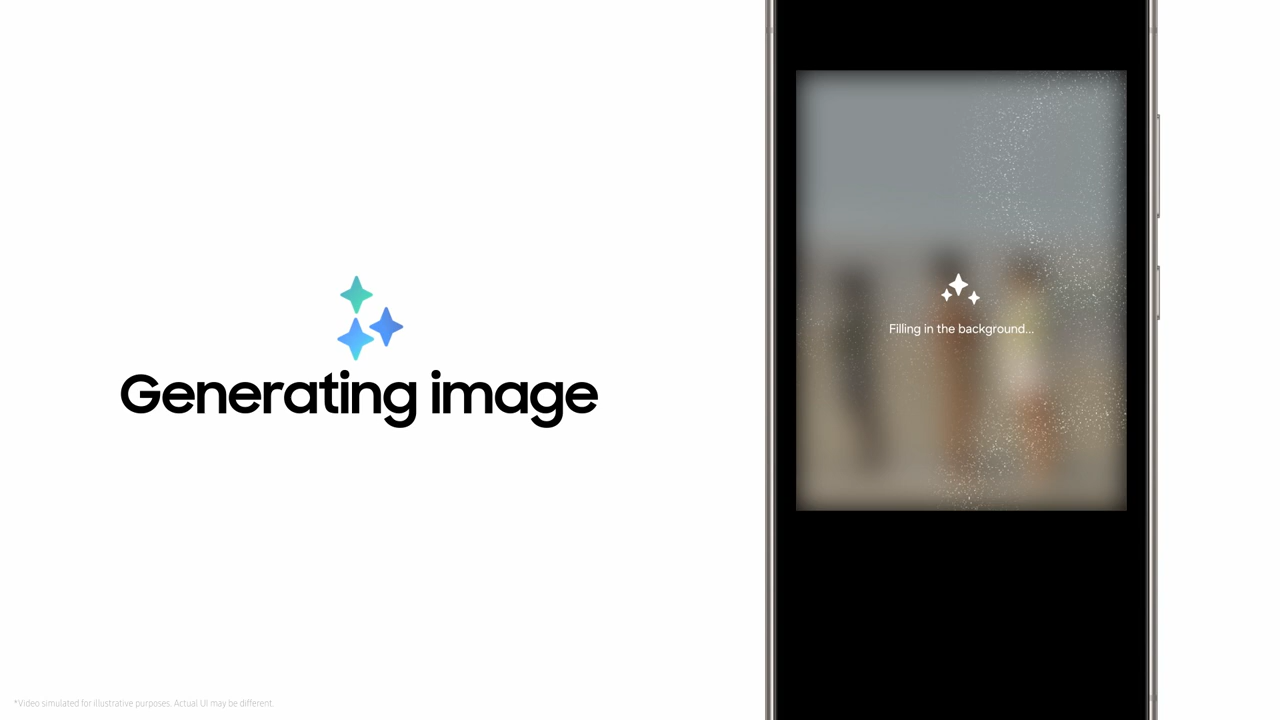 Generating image
Filling in the background...
*Video simulated for illustrative purposes. Actual UI may be different.